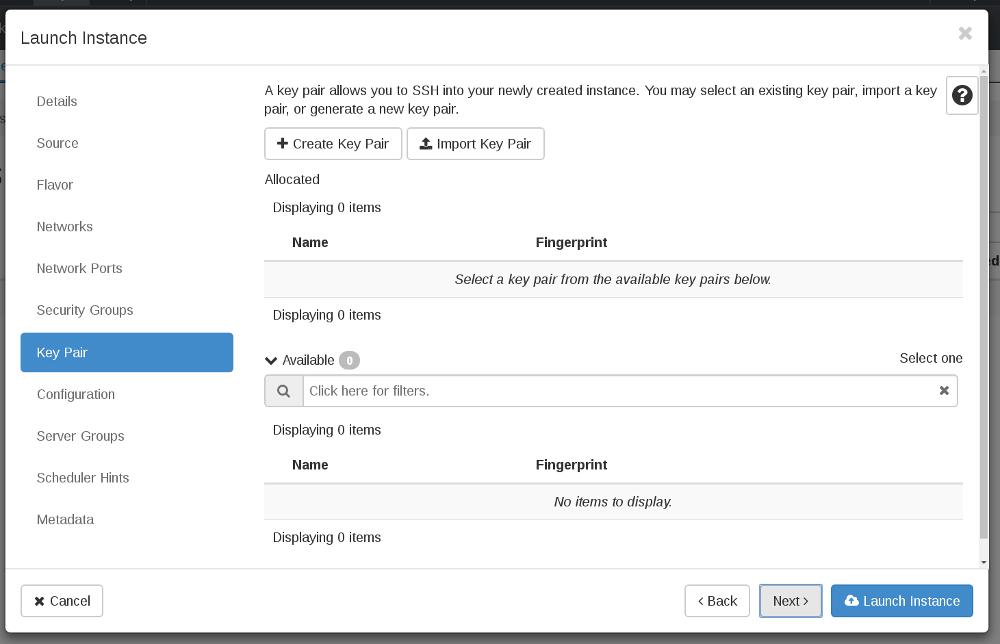 Launch Instance
Details
Source
Flavor
Networks
Network Ports
Security Groups
Key Pair
Configuration
Server Groups
Scheduler Hints
Metadata
A key pair allows you to SSH into your newly created instance. You may select an existing key pair, import a key
pair, or generate a new key pair.
Create Key Pair Import Key Pair
Allocated
Displaying 0 items
Name Fingerprint
Select a key pair from the available key pairs below.
Displaying 0 items
Available 0 Select one
Click here for filters.
Displaying 0 items
Name Fingerprint
No items to display.
Displaying 0 items
Cancel < Back Next > Launch Instance